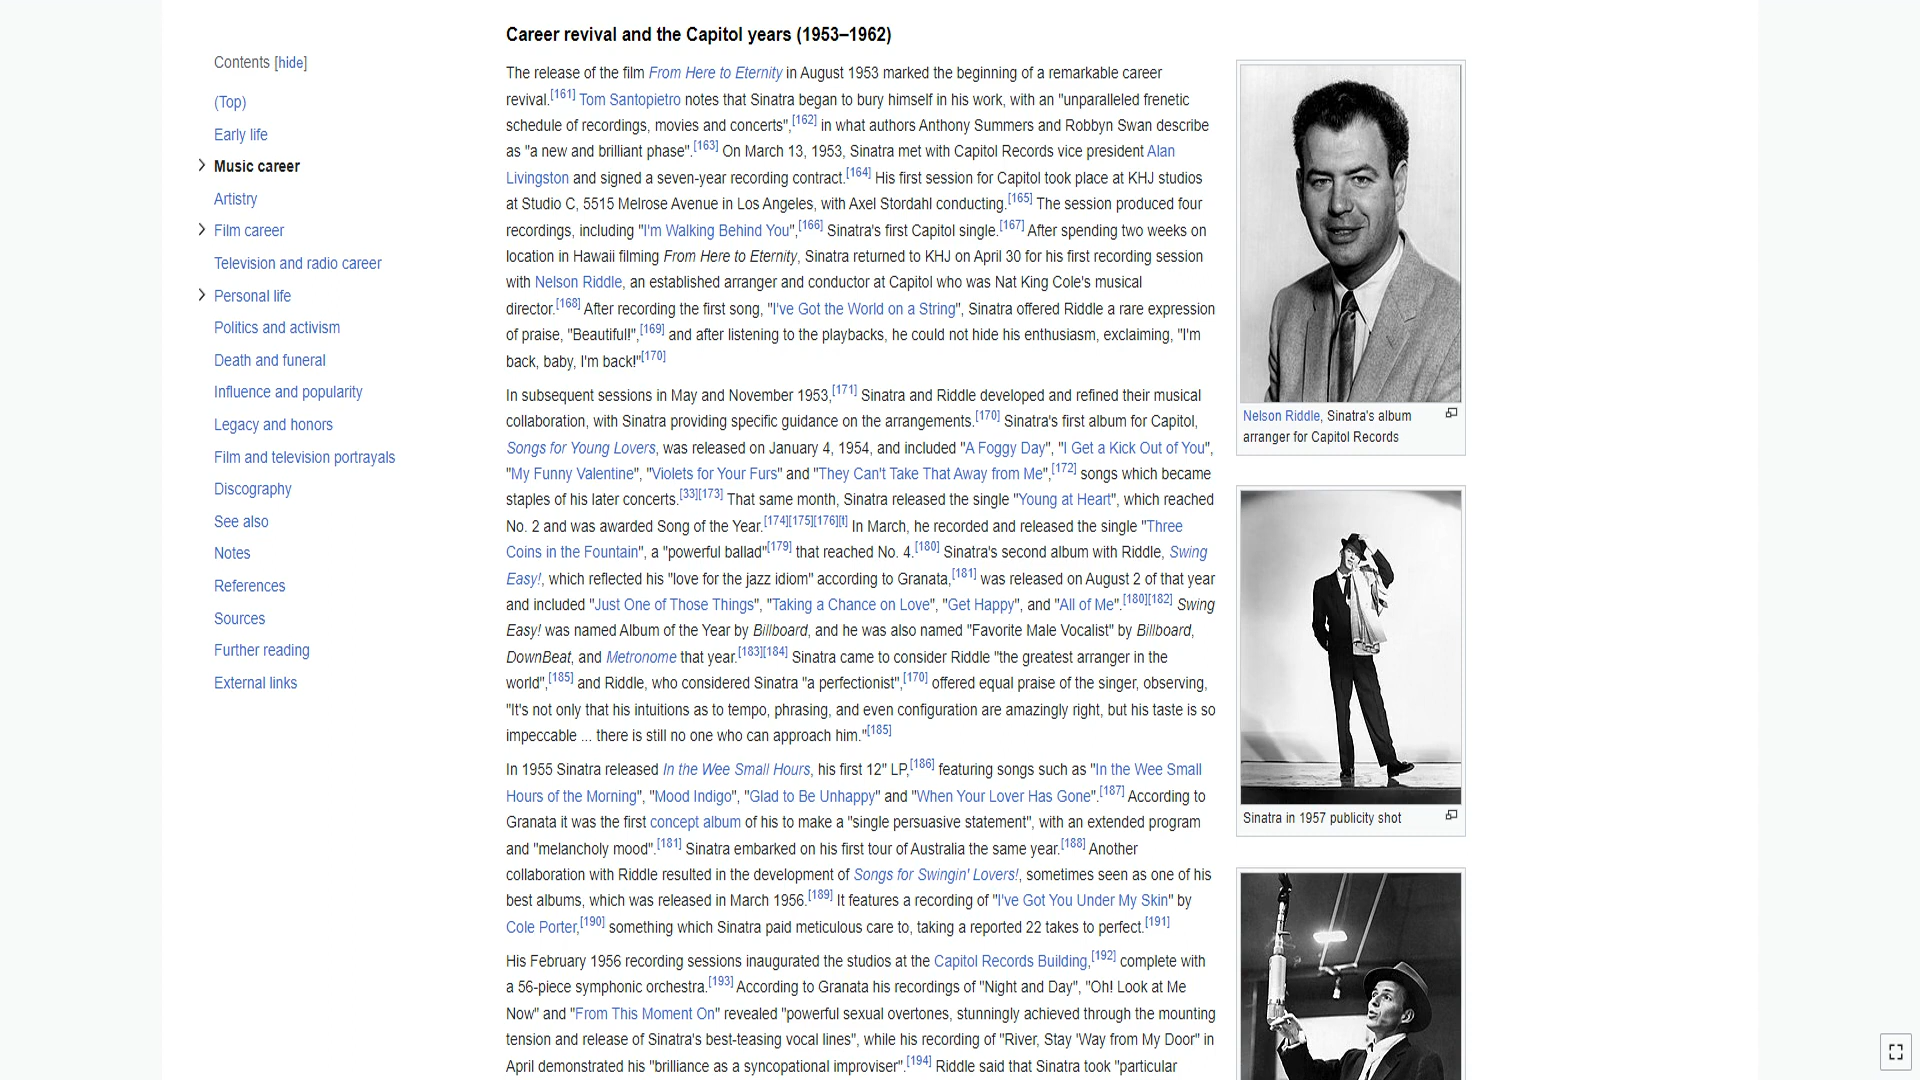 Contents [hide]
(Top)
Early life
Music career
Artistry
Film career
Television and radio career
Personal life
Politics and activism
Death and funeral
Influence and popularity
Legacy and honors
Film and television portrayals
Discography
See also
Notes
References
Sources
Further reading
External links
Career revival and the Capitol years (1953–1962)
The release of the film From Here to Eternity in August 1953 marked the beginning of a remarkable career
revival.[161] Tom Santopietro notes that Sinatra began to bury himself in his work, with an "unparalleled frenetic
schedule of recordings, movies and concerts",[162] in what authors Anthony Summers and Robbyn Swan describe
as "a new and brilliant phase".[163] On March 13, 1953, Sinatra met with Capitol Records vice president Alan
Livingston and signed a seven-year recording contract.[164] His first session for Capitol took place at KHJ studios
at Studio C, 5515 Melrose Avenue in Los Angeles, with Axel Stordahl conducting.[165] The session produced four
recordings, including "I'm Walking Behind You",[166] Sinatra's first Capitol single.[167] After spending two weeks on
location in Hawaii filming From Here to Eternity, Sinatra returned to KHJ on April 30 for his first recording session
with Nelson Riddle, an established arranger and conductor at Capitol who was Nat King Cole's musical
director.[168] After recording the first song, "I've Got the World on a String", Sinatra offered Riddle a rare expression
of praise, "Beautiful!",[169] and after listening to the playbacks, he could not hide his enthusiasm, exclaiming, "I'm
back, baby, I'm back!"[170]
In subsequent sessions in May and November 1953,[171] Sinatra and Riddle developed and refined their musical
collaboration, with Sinatra providing specific guidance on the arrangements.[170] Sinatra's first album for Capitol,
Songs for Young Lovers, was released on January 4, 1954, and included "A Foggy Day", "I Get a Kick Out of You",
"My Funny Valentine", "Violets for Your Furs" and "They Can't Take That Away from Me",[172] songs which became
staples of his later concerts.[33][173] That same month, Sinatra released the single "Young at Heart", which reached
No. 2 and was awarded Song of the Year.[174][175][176][t] In March, he recorded and released the single "Three
Coins in the Fountain", a "powerful ballad"[179] that reached No. 4.[180] Sinatra's second album with Riddle, Swing
Easy!, which reflected his "love for the jazz idiom" according to Granata,[181] was released on August 2 of that year
and included "Just One of Those Things", "Taking a Chance on Love", "Get Happy", and "All of Me".[180][182] Swing
Easy! was named Album of the Year by Billboard, and he was also named "Favorite Male Vocalist" by Billboard,
DownBeat, and Metronome that year.[183][184] Sinatra came to consider Riddle "the greatest arranger in the
world",[185] and Riddle, who considered Sinatra "a perfectionist",[170] offered equal praise of the singer, observing,
"It's not only that his intuitions as to tempo, phrasing, and even configuration are amazingly right, but his taste is so
impeccable ... there is still no one who can approach him."[185]
In 1955 Sinatra released In the Wee Small Hours, his first 12" LP,[186] featuring songs such as "In the Wee Small
Hours of the Morning", "Mood Indigo", "Glad to Be Unhappy" and "When Your Lover Has Gone".[187] According to
Granata it was the first concept album of his to make a "single persuasive statement", with an extended program
and "melancholy mood".[181] Sinatra embarked on his first tour of Australia the same year.[188] Another
collaboration with Riddle resulted in the development of Songs for Swingin' Lovers!, sometimes seen as one of his
best albums, which was released in March 1956.[189] It features a recording of "I've Got You Under My Skin" by
Cole Porter,[190] something which Sinatra paid meticulous care to, taking a reported 22 takes to perfect.[191]
His February 1956 recording sessions inaugurated the studios at the Capitol Records Building,[192] complete with
a 56-piece symphonic orchestra.[193] According to Granata his recordings of "Night and Day", "Oh! Look at Me
Now" and "From This Moment On" revealed "powerful sexual overtones, stunningly achieved through the mounting
tension and release of Sinatra's best-teasing vocal lines", while his recording of "River, Stay 'Way from My Door" in
April demonstrated his "brilliance as a syncopational improviser".[194] Riddle said that Sinatra took "particular
Nelson Riddle, Sinatra's album
arranger for Capitol Records
Sinatra in 1957 publicity shot